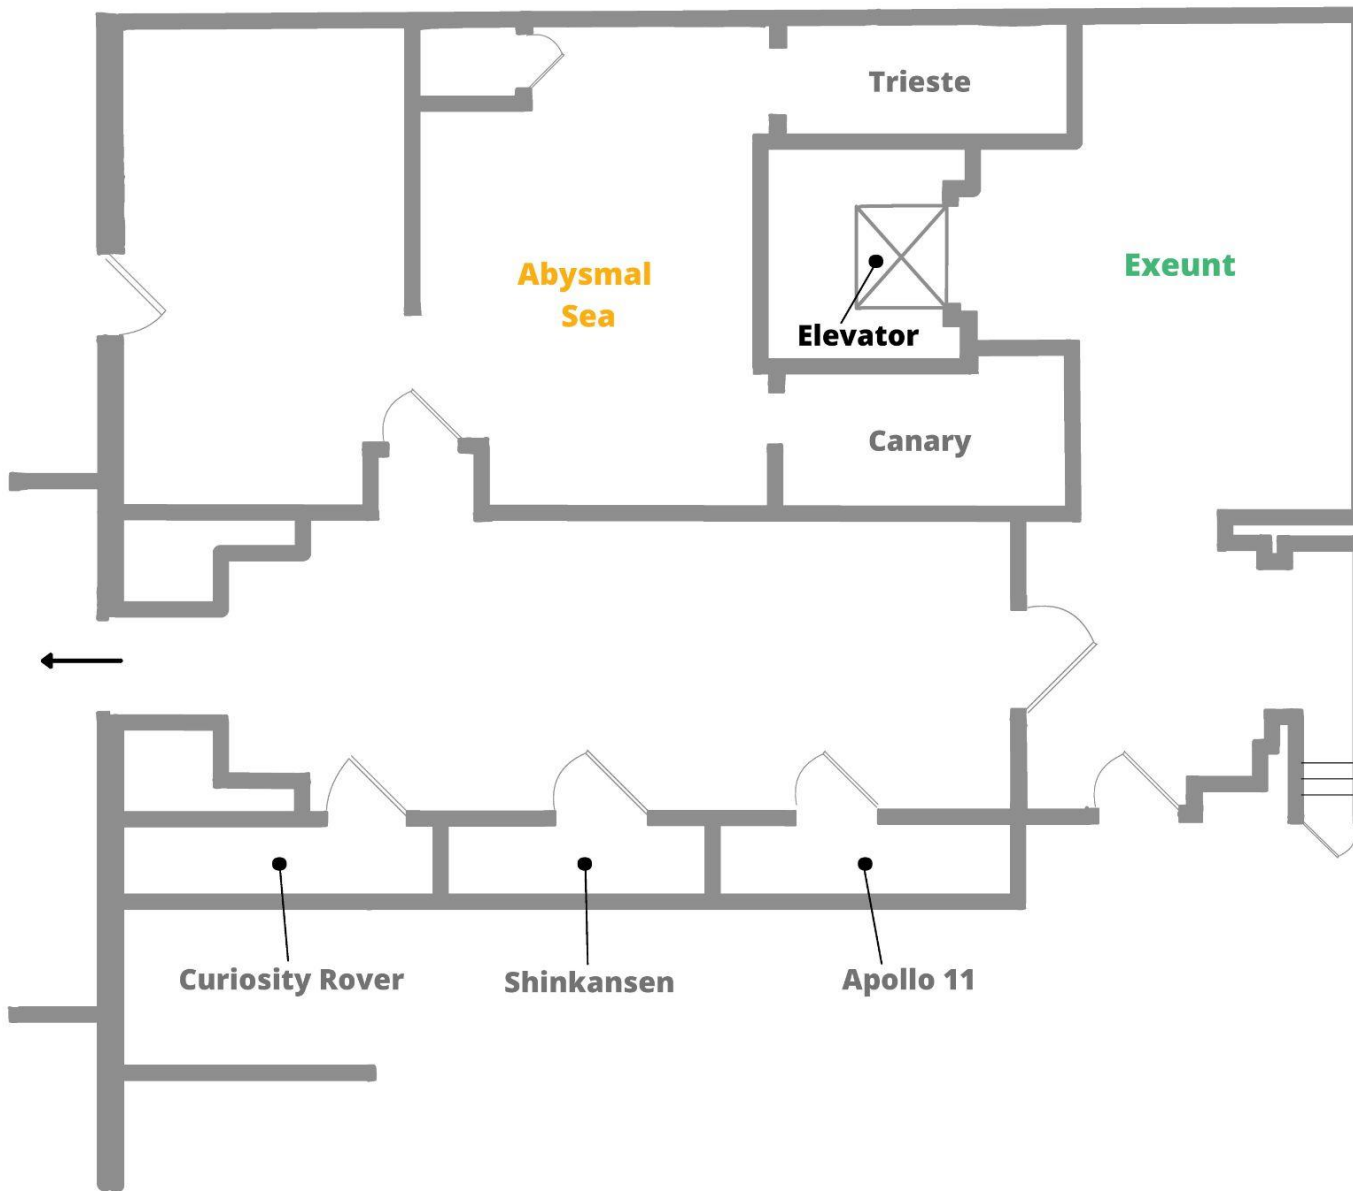 Trieste
Abysmal
Sea
Exeunt
Elevator
Canary
Curiosity Rover
Shinkansen
Apollo 11